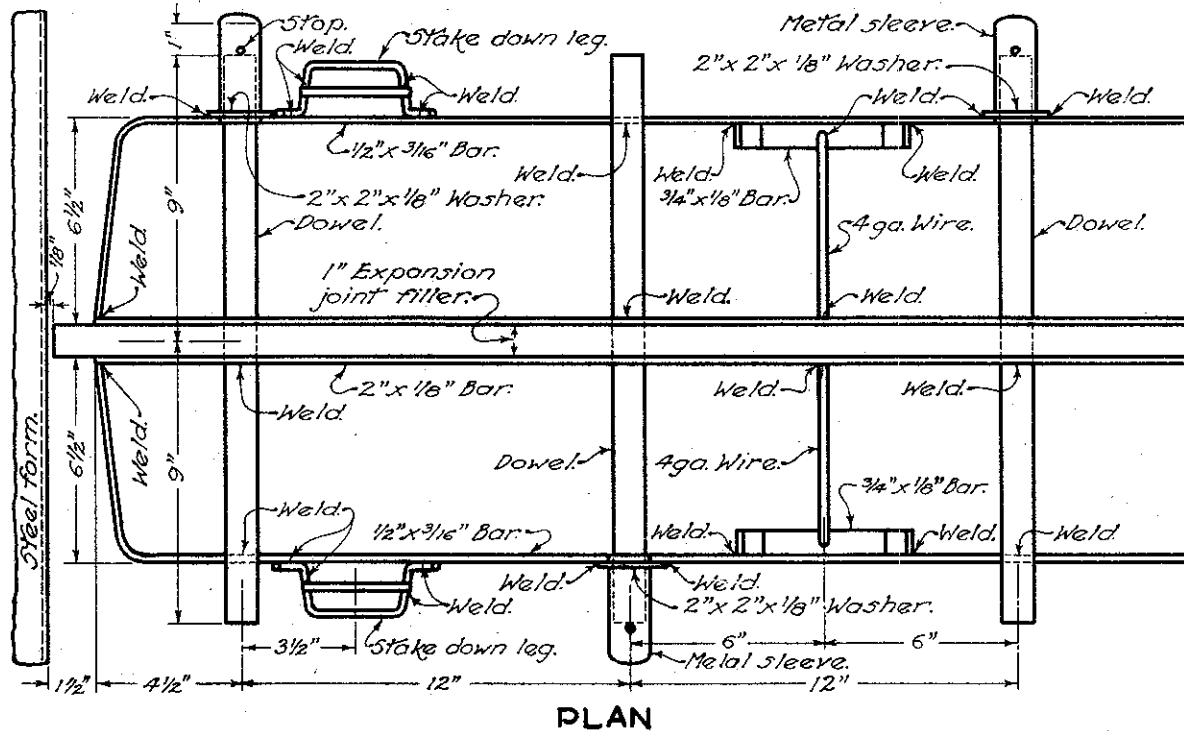 Stop.
Metal sleeve.
1"
Weld.
Stake down leg.
2" x 2" x 1/8" Washer.
Weld.
Weld.
Weld.
Weld.
1/2" x 3/16" Bar.
Weld.
Weld.
Weld.
3/4" x 1/8" Bar.
9"
6 1/2"
2" x 2" x 1/8" Washer.
Dowel.
4 ga. Wire.
Dowel.
Weld.
1/8"
1" Expansion
joint filler.
Weld.
Weld.
2" x 1/8" Bar.
Weld.
Weld.
Weld.
Weld.
6 1/2"
9"
Steel form.
Dowel.
4 ga. Wire.
3/4" x 1/8" Bar.
Weld.
1/2" x 3/16" Bar.
Weld.
Weld.
Weld.
Weld.
Weld.
Weld.
2" x 2" x 1/8" Washer.
3 1/2"
Stake down leg.
6"
6"
Metal sleeve.
1 1/2"
4 1/2"
12"
12"
PLAN